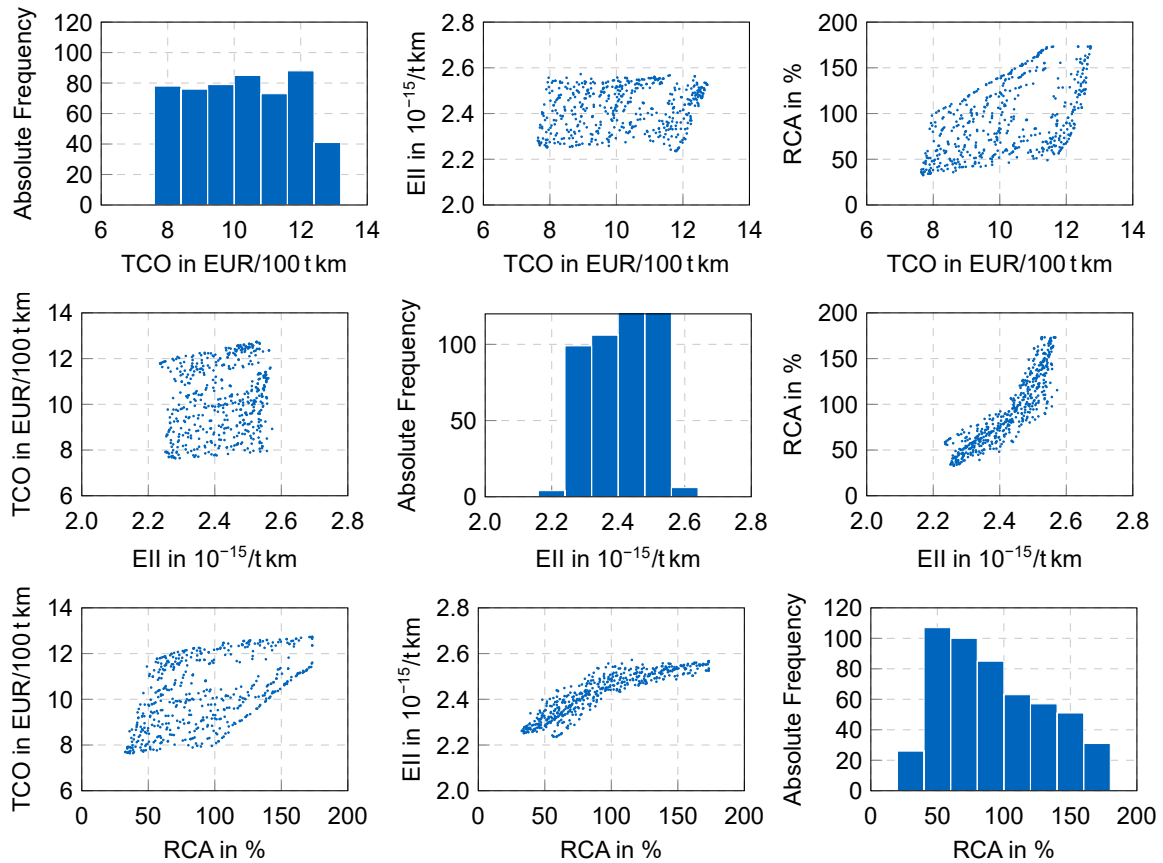 Absolute Frequency
120
100
80
60
40
20
0
6 8 10 12 14
TCO in EUR/100 t km
EII in 10⁻¹⁵/t km
2.8
2.6
2.4
2.2
2.0
6 8 10 12 14
TCO in EUR/100 t km
RCA in %
200
150
100
50
0
6 8 10 12 14
TCO in EUR/100 t km
TCO in EUR/100 t km
14
12
10
8
6
2.0 2.2 2.4 2.6 2.8
EII in 10⁻¹⁵/t km
Absolute Frequency
100
50
0
2.0 2.2 2.4 2.6 2.8
EII in 10⁻¹⁵/t km
RCA in %
200
150
100
50
0
2.0 2.2 2.4 2.6 2.8
EII in 10⁻¹⁵/t km
TCO in EUR/100 t km
14
12
10
8
6
0 50 100 150 200
RCA in %
EII in 10⁻¹⁵/t km
2.8
2.6
2.4
2.2
2.0
0 50 100 150 200
RCA in %
Absolute Frequency
120
100
80
60
40
20
0
0 50 100 150 200
RCA in %